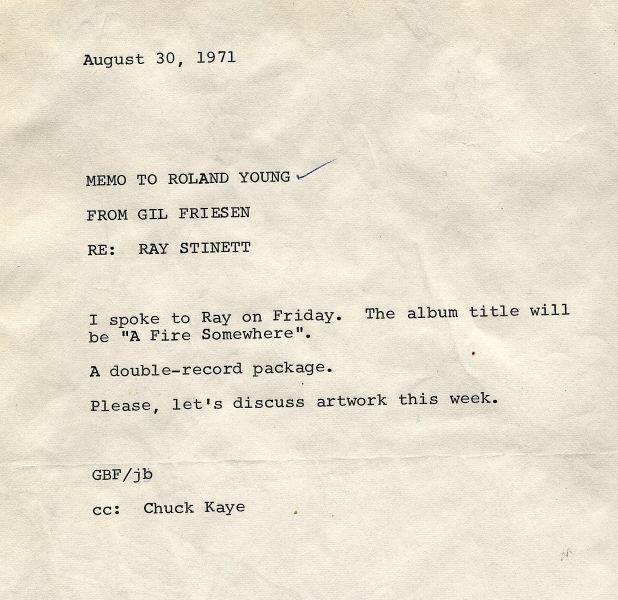 August 30, 1971
MEMO TO ROLAND YOUNG
FROM GIL FRIESEN
RE: RAY STINETT
I spoke to Ray on Friday. The album title will
be "A Fire Somewhere".
A double-record package.
Please, let's discuss artwork this week.
GBF/jb
cc: Chuck Kaye